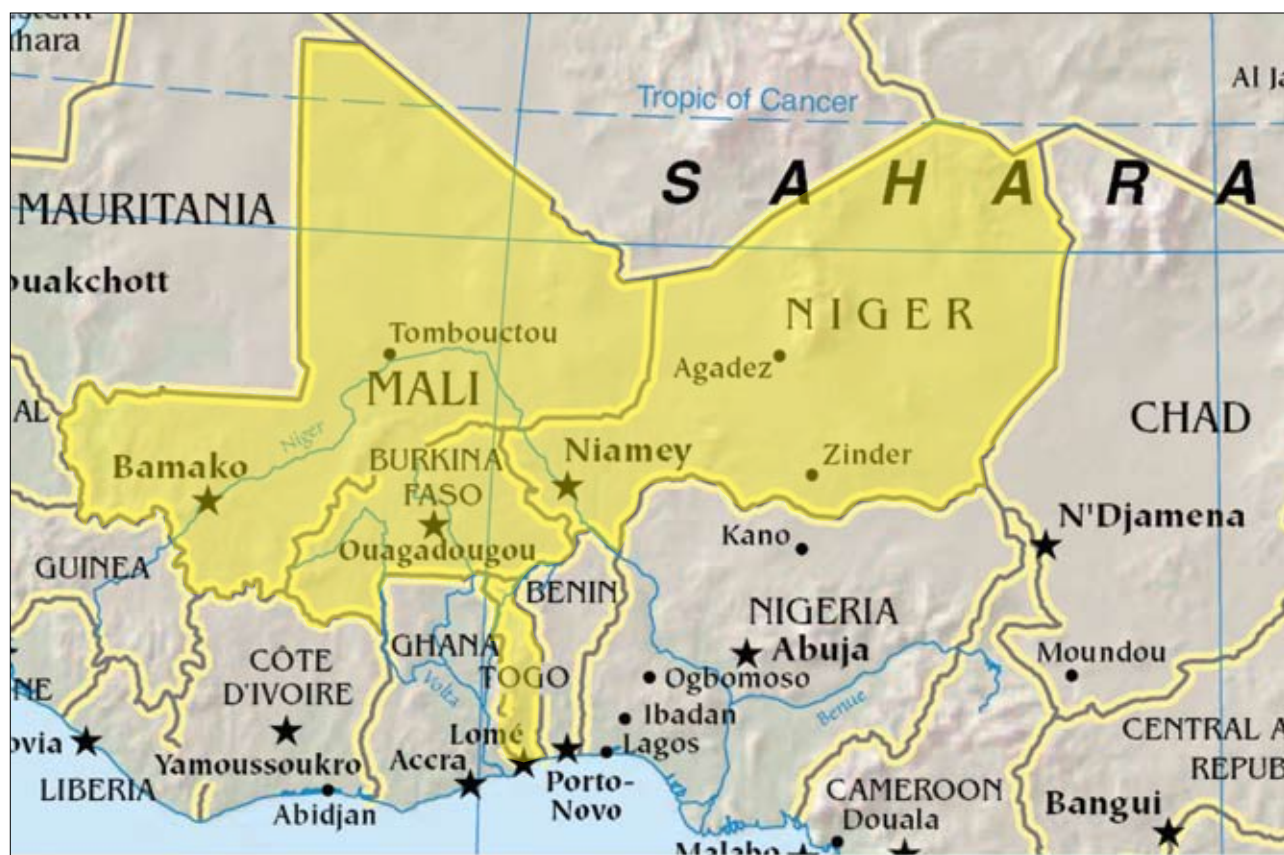 Al Ja
Tropic of Cancer
SAHARA
MAURITANIA
ouakchott
NIGER
Tombouctou
Agadez
MALI
CHAD
AL
Niger
Bamako
BURKINA
FASO
Niamey
Zinder
N'Djamena
Kano
Ouagadougou
GUINEA
BENIN
NIGERIA
GHANA
Abuja
CÔTE
D'IVOIRE
TOGO
Moundou
Ogbomoso
Volta
NE
Benue
Ibadan
CENTRAL A
REPUB
ovia
Lomé
Lagos
Yamoussoukro
Accra
Porto-
Novo
LIBERIA
Abidjan
CAMEROON
Douala
Bangui
Malabo